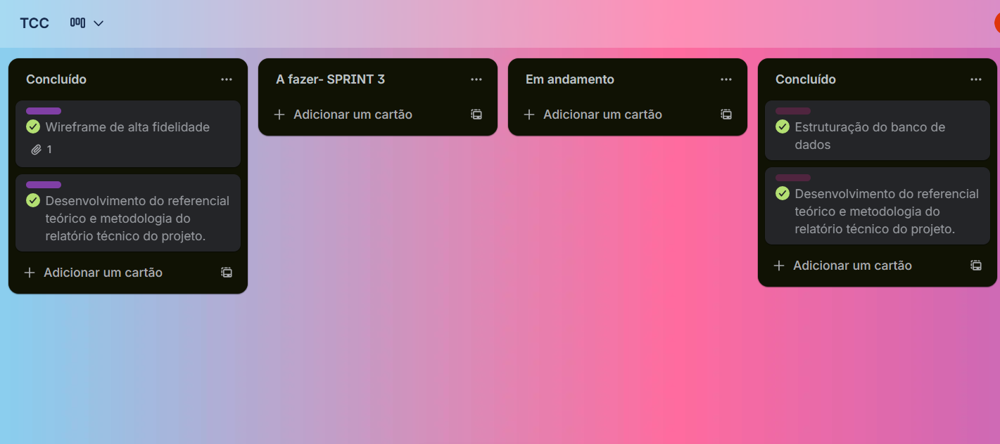 TCC
Concluído
Wireframe de alta fidelidade
1
Desenvolvimento do referencial
teórico e metodologia do
relatório técnico do projeto.
Adicionar um cartão
A fazer- SPRINT 3
Adicionar um cartão
Em andamento
Adicionar um cartão
Concluído
Estruturação do banco de
dados
Desenvolvimento do referencial
teórico e metodologia do
relatório técnico do projeto.
Adicionar um cartão